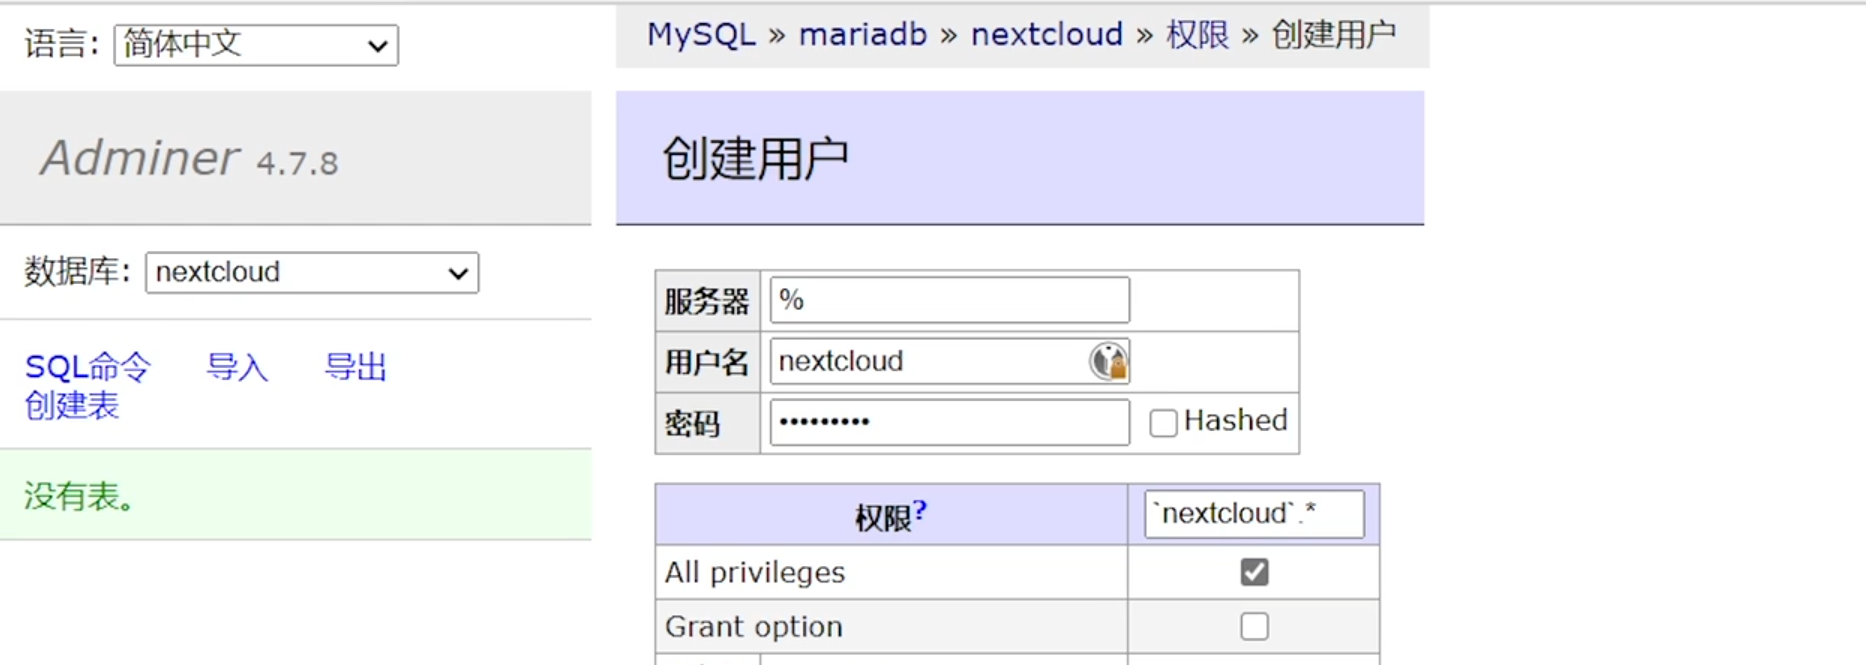 语言: 简体中文
MySQL » mariadb » nextcloud » 权限 » 创建用户
Adminer 4.7.8
创建用户
数据库: nextcloud
SQL命令 导入 导出
创建表
没有表。
服务器 %
用户名 nextcloud
密码 ••••••••• Hashed
权限? `nextcloud`.*
All privileges
Grant option